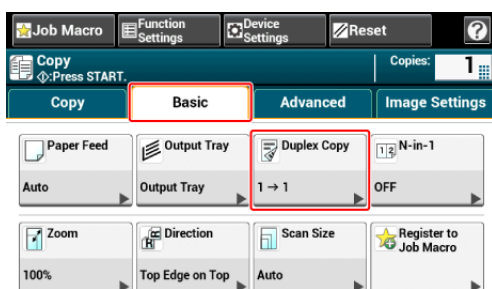 Job Macro
Function Settings
Device Settings
Reset
?
Copy
:Press START.
Copies: 1
Copy
Basic
Advanced
Image Settings
Paper Feed
Output Tray
Duplex Copy
1 2 N-in-1
Auto
Output Tray
1 → 1
OFF
Zoom
R Direction
Scan Size
Register to Job Macro
100%
Top Edge on Top
Auto